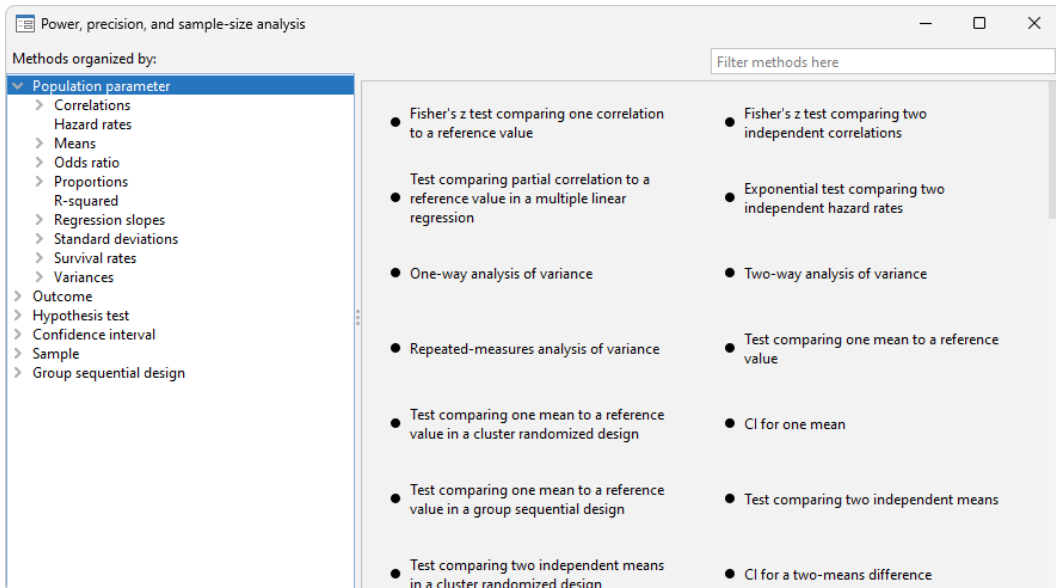 Power, precision, and sample-size analysis
Methods organized by:
Filter methods here
Population parameter
Correlations
Hazard rates
Means
Odds ratio
Proportions
R-squared
Regression slopes
Standard deviations
Survival rates
Variances
Outcome
Hypothesis test
Confidence interval
Sample
Group sequential design
Fisher's z test comparing one correlation
to a reference value
Fisher's z test comparing two
independent correlations
Test comparing partial correlation to a
reference value in a multiple linear
regression
Exponential test comparing two
independent hazard rates
One-way analysis of variance
Two-way analysis of variance
Repeated-measures analysis of variance
Test comparing one mean to a reference
value
Test comparing one mean to a reference
value in a cluster randomized design
CI for one mean
Test comparing one mean to a reference
value in a group sequential design
Test comparing two independent means
Test comparing two independent means
in a cluster randomized design
CI for a two-means difference